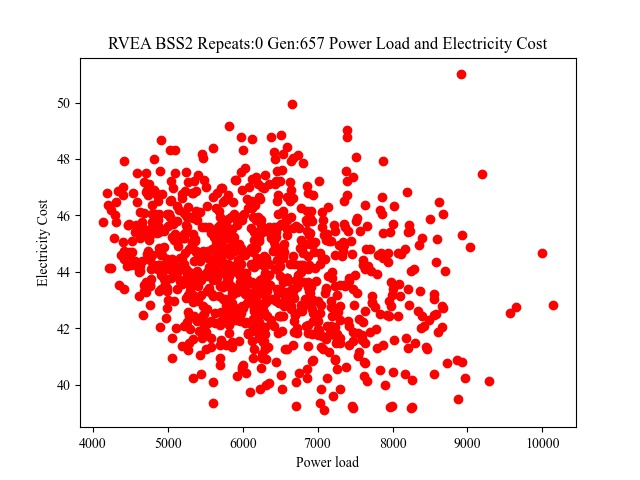 RVEA BSS2 Repeats:0 Gen:657 Power Load and Electricity Cost
Electricity Cost
50
48
46
44
42
40
4000 5000 6000 7000 8000 9000 10000
Power load